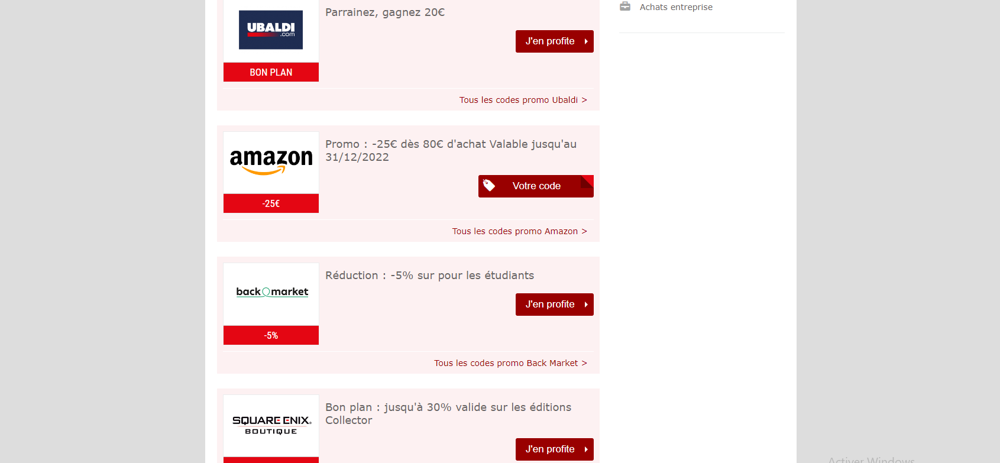 Parrainez, gagnez 20€
Achats entreprise
UBALDI
.com
J'en profite
BON PLAN
Tous les codes promo Ubaldi >
amazon
Promo : -25€ dès 80€ d'achat Valable jusqu'au
31/12/2022
Votre code
-25€
Tous les codes promo Amazon >
back market
Réduction : -5% sur pour les étudiants
J'en profite
-5%
Tous les codes promo Back Market >
SQUARE ENIX®
BOUTIQUE
Bon plan : jusqu'à 30% valide sur les éditions
Collector
J'en profite
Activer Windows